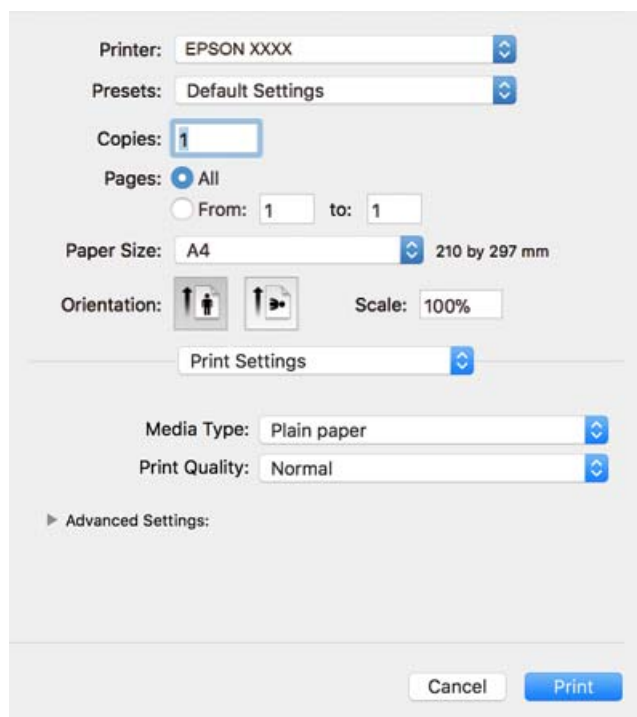 Printer: EPSON XXXX
Presets: Default Settings
Copies: 1
Pages: All
From: 1 to: 1
Paper Size: A4 210 by 297 mm
Orientation: Scale: 100%
Print Settings
Media Type: Plain paper
Print Quality: Normal
Advanced Settings:
Cancel Print